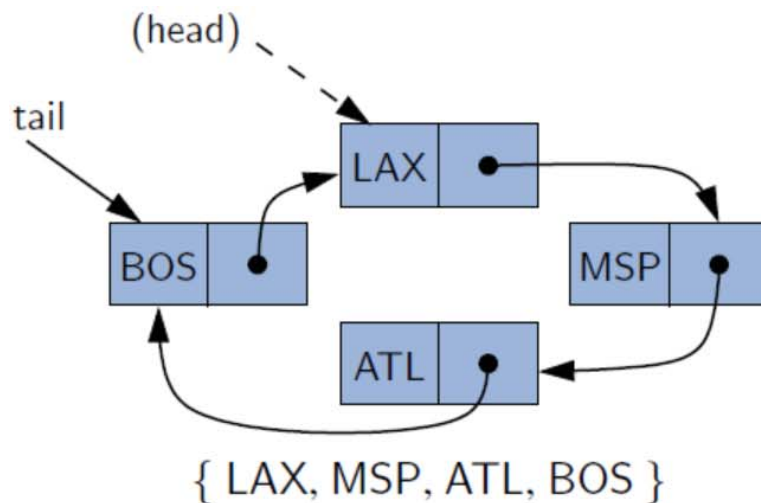 (head)
tail
LAX
BOS
MSP
ATL
{ LAX, MSP, ATL, BOS }